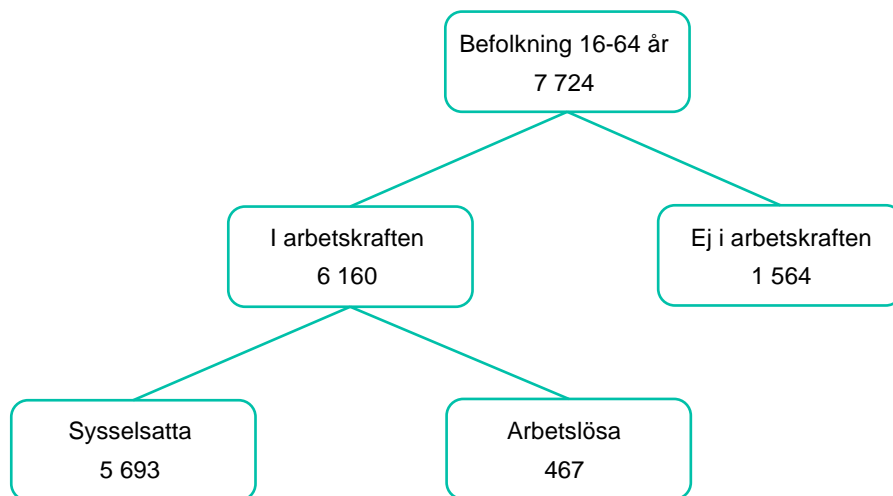 Befolkning 16-64 år
7 724
I arbetskraften
6 160
Ej i arbetskraften
1 564
Sysselsatta
5 693
Arbetslösa
467